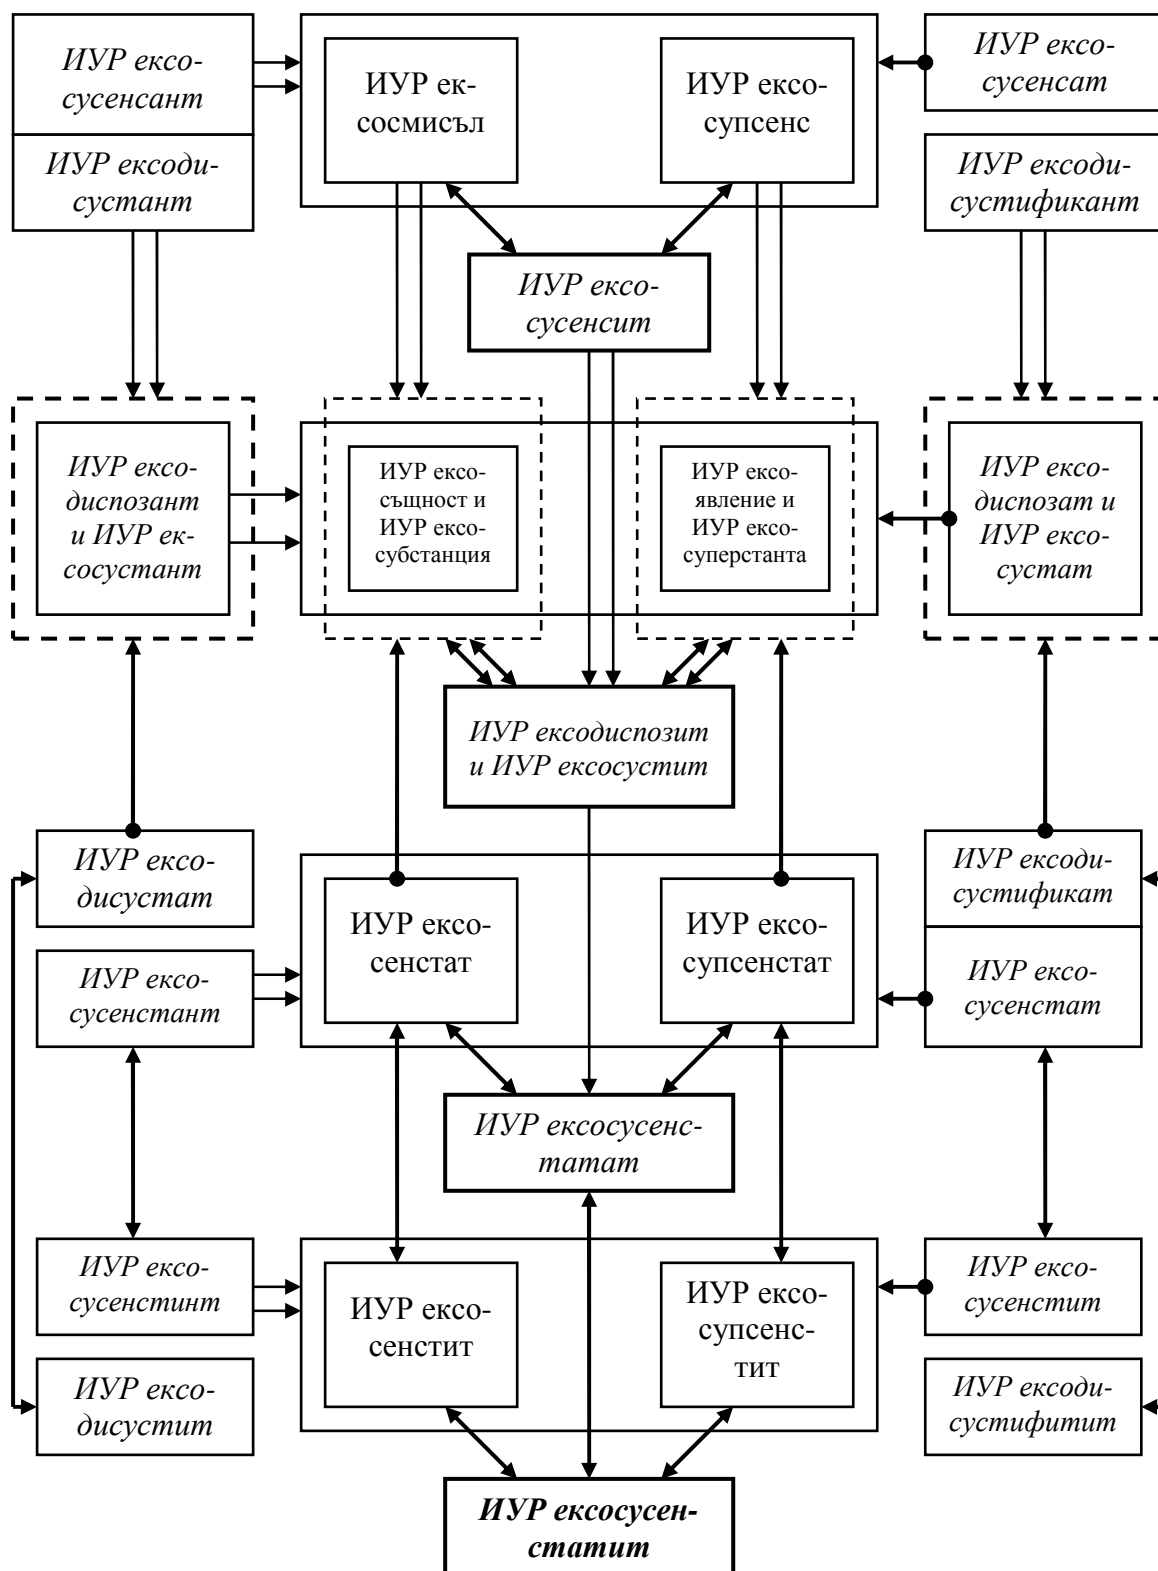 ИУР ексо-
сусенсант
ИУР ек-
сосмисъл
ИУР ексо-
супсенс
ИУР ексо-
сусенсат
ИУР ексоди-
сустант
ИУР ексоди-
сустификант
ИУР ексо-
сусенсит
ИУР ексо-
диспозант
и ИУР ек-
сосустант
ИУР ексо-
същност и
ИУР ексо-
субстанция
ИУР ексо-
явление и
ИУР ексо-
суперстанта
ИУР ексо-
диспозат и
ИУР ексо-
сустат
ИУР ексодиспозит
и ИУР ексосустит
ИУР ексо-
дисустат
ИУР ексо-
сенстат
ИУР ексо-
супсенстат
ИУР ексоди-
сустификат
ИУР ексо-
сусенстант
ИУР ексо-
сусенстат
ИУР ексосусенс-
татат
ИУР ексо-
сусенстинт
ИУР ексо-
сенстит
ИУР ексо-
супсенс-
тит
ИУР ексо-
сусенстит
ИУР ексо-
дисустит
ИУР ексоди-
сустифитит
ИУР ексосусен-
статит